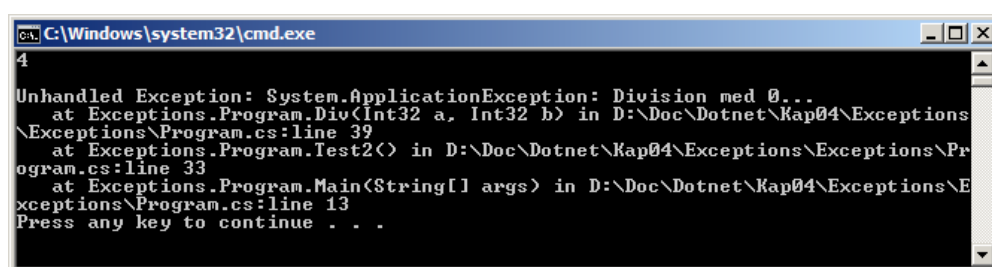 C:\Windows\system32\cmd.exe
4
Unhandled Exception: System.ApplicationException: Division med 0...
at Exceptions.Program.Div(Int32 a, Int32 b) in D:\Doc\Dotnet\Kap04\Exceptions
\Exceptions\Program.cs:line 39
at Exceptions.Program.Test2() in D:\Doc\Dotnet\Kap04\Exceptions\Exceptions\Pr
ogram.cs:line 33
at Exceptions.Program.Main(String[] args) in D:\Doc\Dotnet\Kap04\Exceptions\E
xceptions\Program.cs:line 13
Press any key to continue . . .